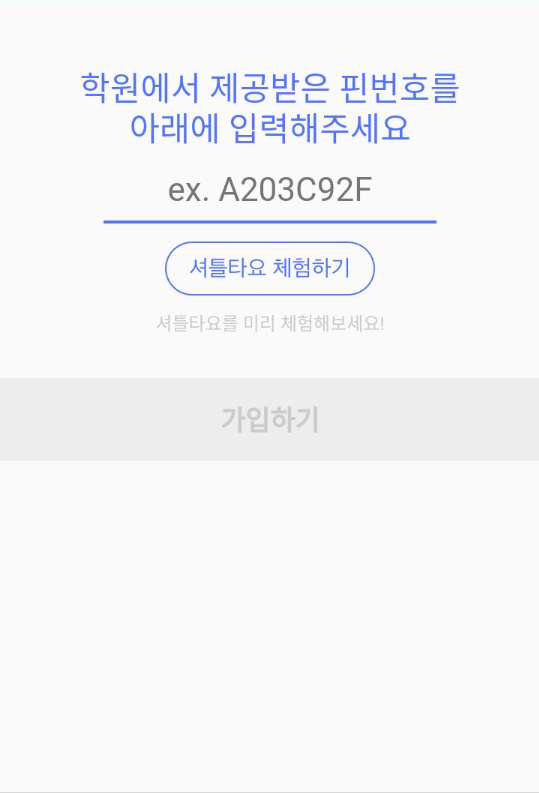 학원에서 제공받은 핀번호를
아래에 입력해주세요
ex. A203C92F
셔틀타요 체험하기
셔틀타요를 미리 체험해보세요!
가입하기